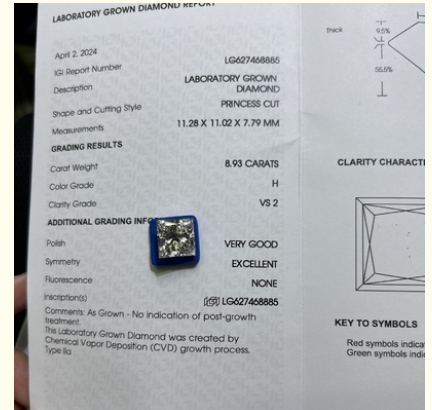 LABORATORY GROWN DIAMOND REPORT
April 2, 2024
IGI Report Number LG627468885
Description LABORATORY GROWN
DIAMOND
Shape and Cutting Style PRINCESS CUT
Measurements 11.28 X 11.02 X 7.79 MM
GRADING RESULTS
Carat Weight 8.93 CARATS
Color Grade H
Clarity Grade VS 2
ADDITIONAL GRADING INFO
Polish VERY GOOD
Symmetry EXCELLENT
Fluorescence NONE
Inscription(s) LG627468885
Comments: As Grown - No indication of post-growth
treatment.
This Laboratory Grown Diamond was created by
Chemical Vapor Deposition (CVD) growth process.
Type IIa
Thick
9.5%
55.5%
CLARITY CHARACT
KEY TO SYMBOLS
Red indica
Green symbols indi